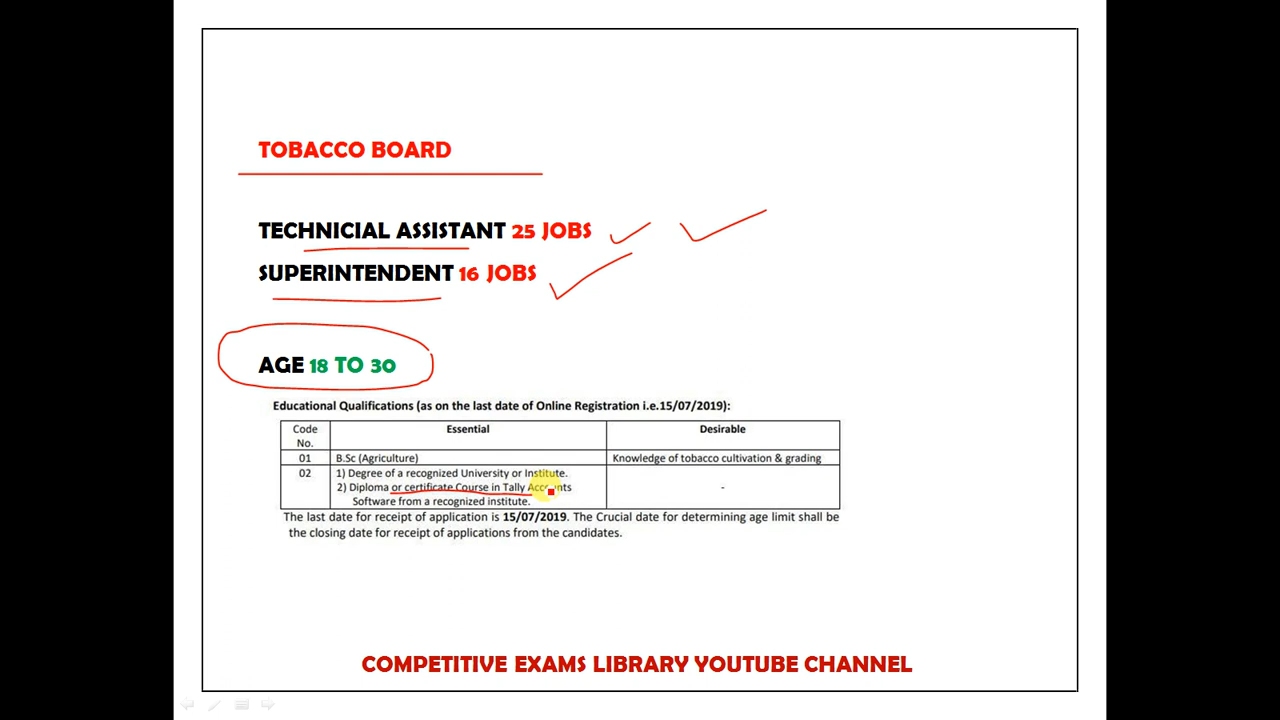 TOBACCO BOARD
TECHNICIAL ASSISTANT 25 JOBS
SUPERINTENDENT 16 JOBS
AGE 18 TO 30
Educational Qualifications (as on the last date of Online Registration i.e.15/07/2019):
Code No. Essential Desirable
01 B.Sc (Agriculture) Knowledge of tobacco cultivation & grading
02 1) Degree of a recognized University or Institute.
2) Diploma or certificate Course in Tally Accounts -
Software from a recognized institute.
The last date for receipt of application is 15/07/2019. The Crucial date for determining age limit shall be
the closing date for receipt of applications from the candidates.
COMPETITIVE EXAMS LIBRARY YOUTUBE CHANNEL